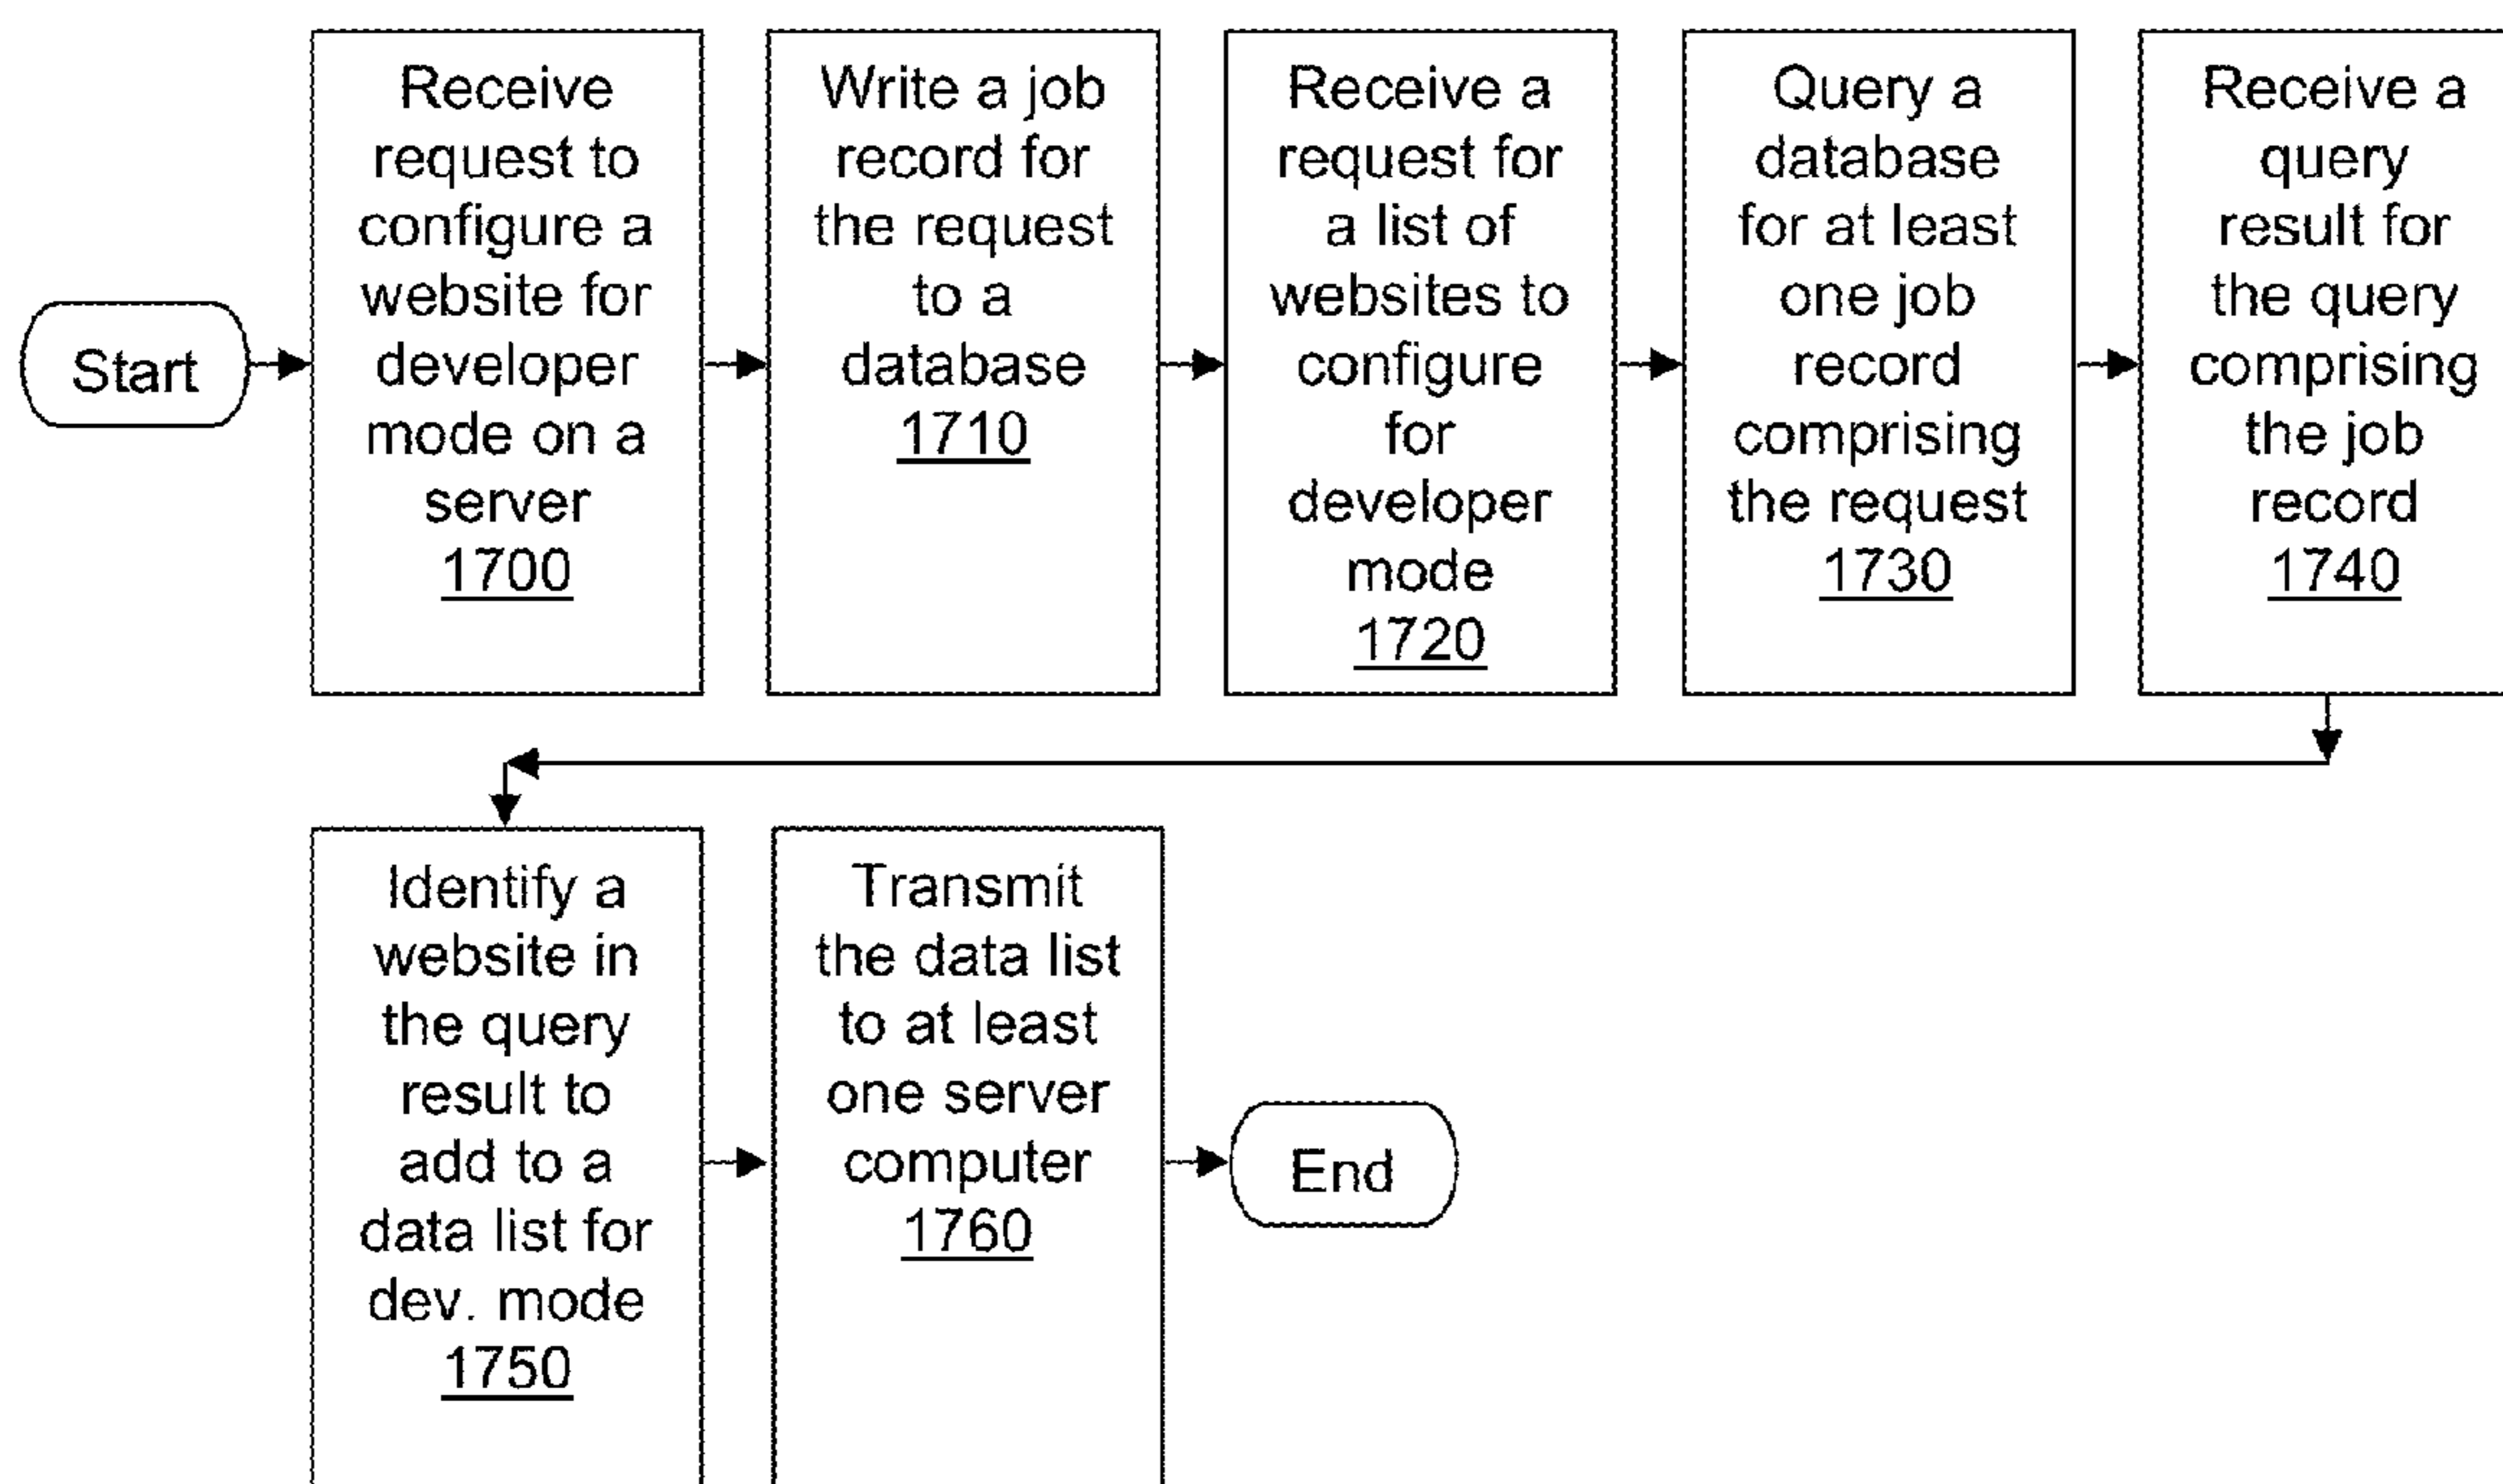 Start
Receive
request to
configure a
website for
developer
mode on a
server
1700
Write a job
record for
the request
to a
database
1710
Receive a
request for
a list of
websites to
configure
for
developer
mode
1720
Query a
database
for at least
one job
record
comprising
the request
1730
Receive a
query
result for
the query
comprising
the job
record
1740
Identify a
website in
the query
result to
add to a
data list for
dev. mode
1750
Transmit
the data list
to at least
one server
computer
1760
End